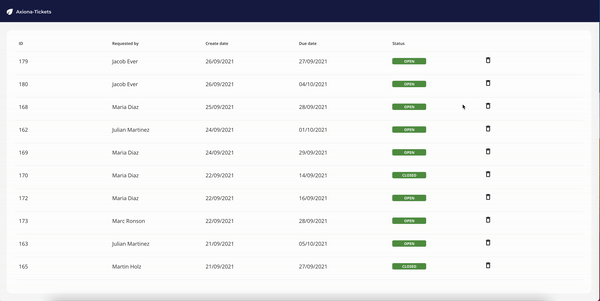 Axiona-Tickets
ID Requested by Create date Due date Status
179 Jacob Ever 26/09/2021 27/09/2021 OPEN
180 Jacob Ever 26/09/2021 04/10/2021 OPEN
168 Maria Diaz 25/09/2021 28/09/2021 OPEN
162 Julian Martinez 24/09/2021 01/10/2021 OPEN
169 Maria Diaz 24/09/2021 29/09/2021 OPEN
170 Maria Diaz 22/09/2021 14/09/2021 CLOSED
172 Maria Diaz 22/09/2021 16/09/2021 OPEN
173 Marc Ronson 22/09/2021 28/09/2021 OPEN
163 Julian Martinez 21/09/2021 05/10/2021 OPEN
165 Martin Holz 21/09/2021 27/09/2021 CLOSED